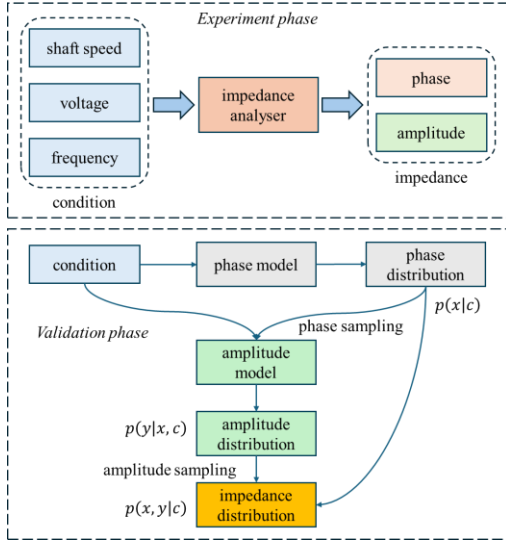 Experiment phase
shaft speed
voltage
frequency
condition
impedance
analyser
phase
amplitude
impedance
condition
phase model
phase
distribution
p(x|c)
Validation phase
phase sampling
amplitude
model
p(y|x, c)
amplitude
distribution
amplitude sampling
p(x, y|c)
impedance
distribution